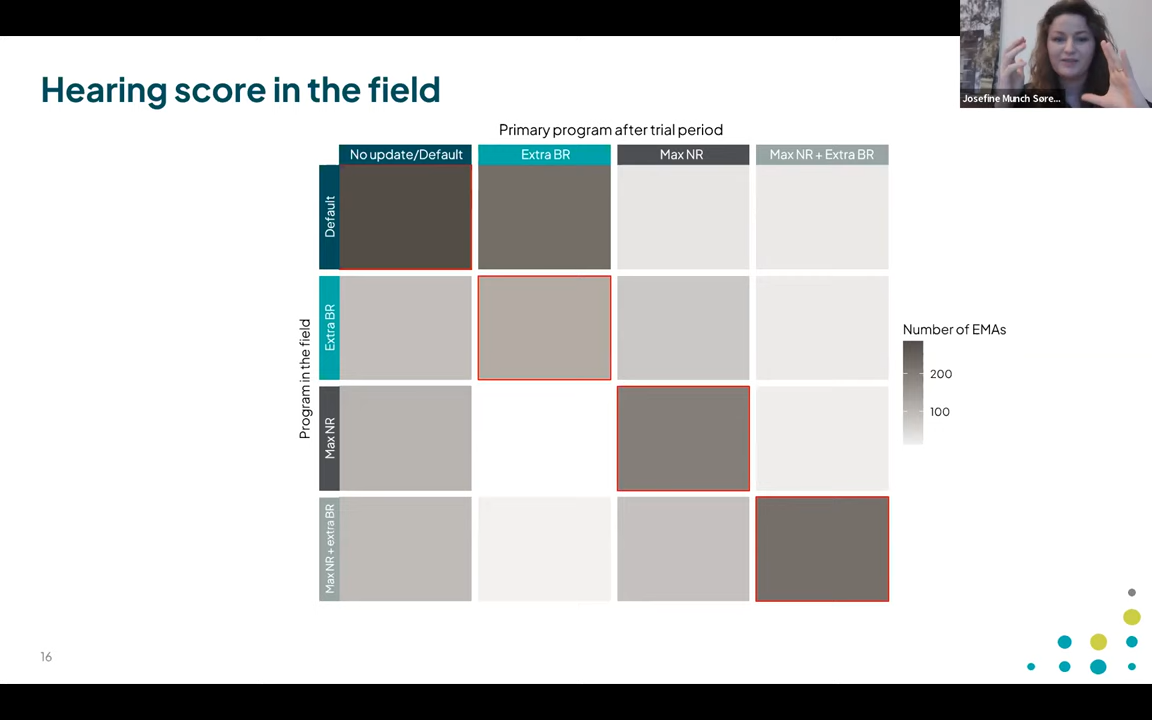 Hearing score in the field
Josefine Munch Søre...
Primary program after trial period
No update/Default
Extra BR
Max NR
Max NR + Extra BR
Program in the field
Default
Extra BR
Max NR
Max NR + extra BR
Number of EMAs
200
100
16